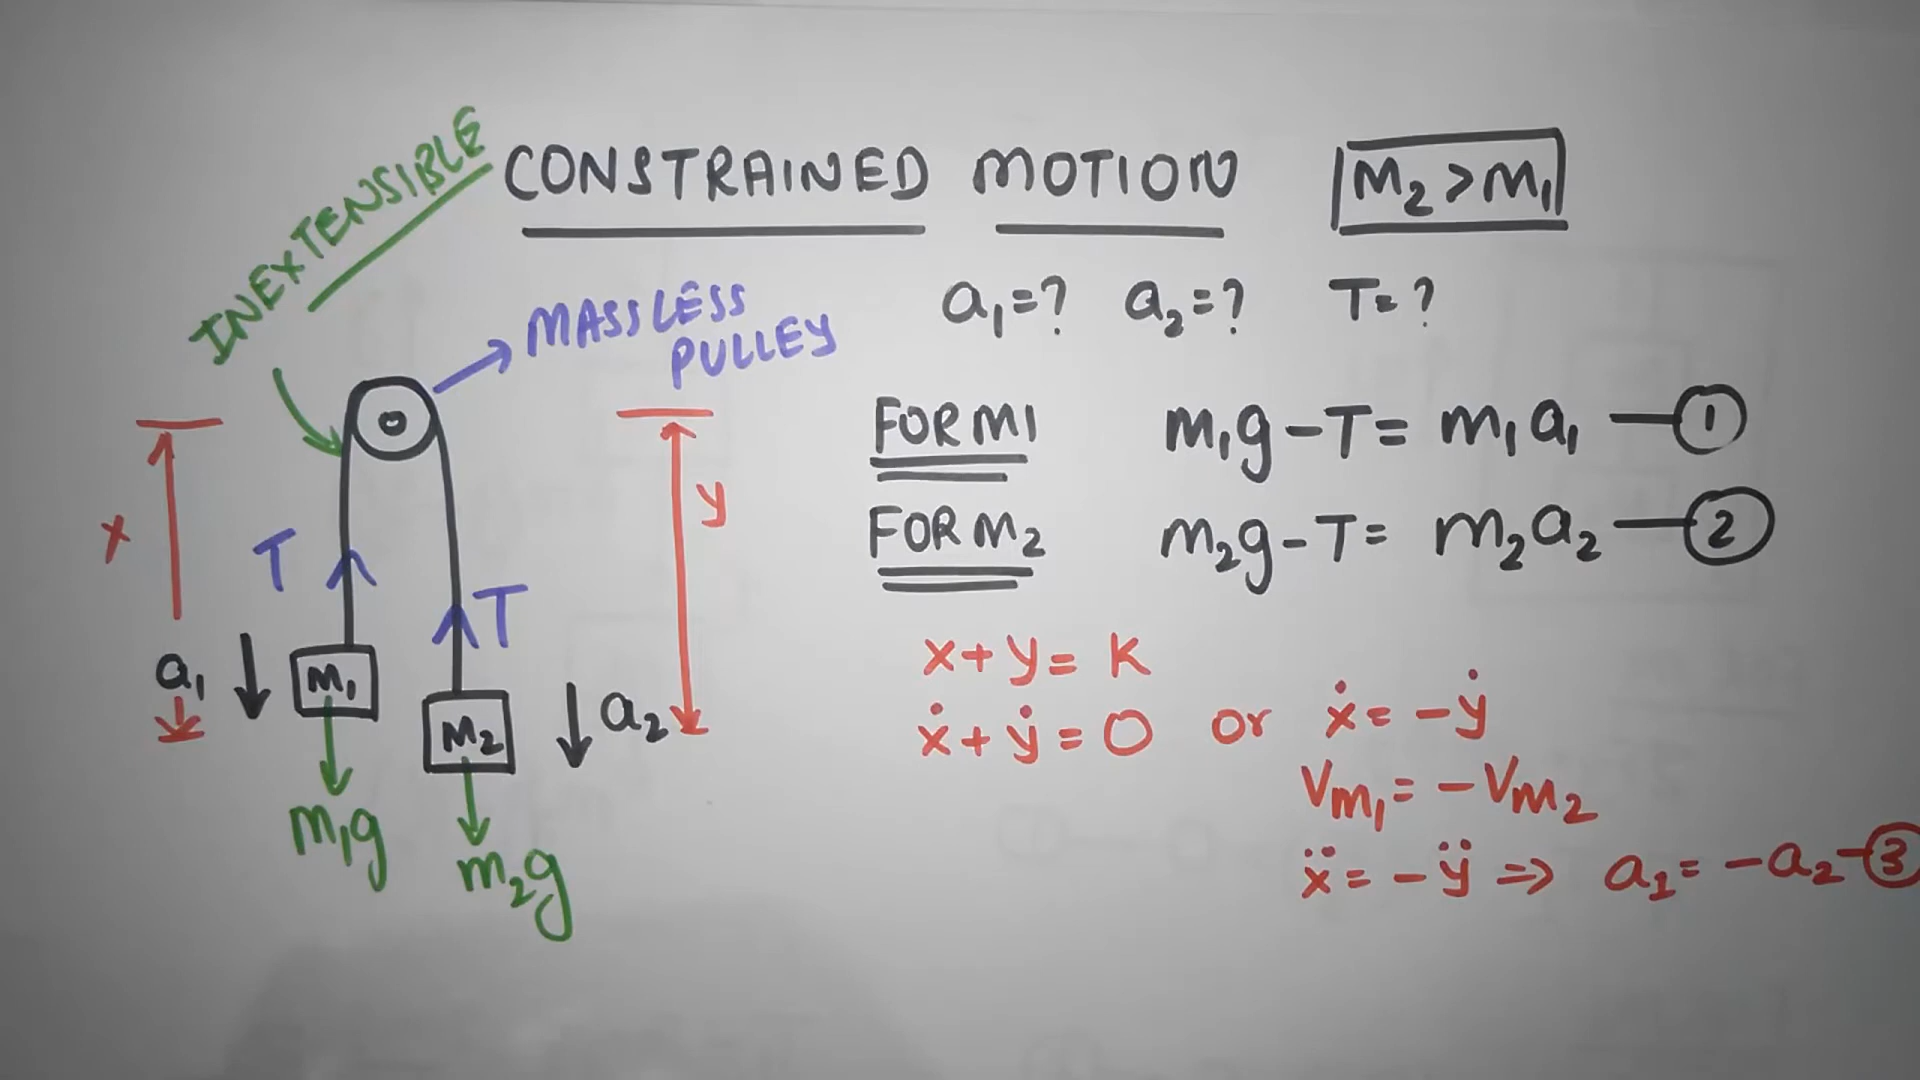 INEXTENSIBLE
CONSTRAINED MOTION
M₂>M₁
MASSLESS
PULLEY
a₁=? a₂=? T=?
FOR M1 m₁g-T= m₁a₁ —①
FOR M₂ m₂g-T= m₂a₂ —②
x
y
T
T
a₁
M₁
M₂
a₂
m₁g
m₂g
x+y= K
ẋ+ẏ=0 or ẋ=-ẏ
Vm₁=-Vm₂
ẍ=-ÿ ⇒ a₁=-a₂-③